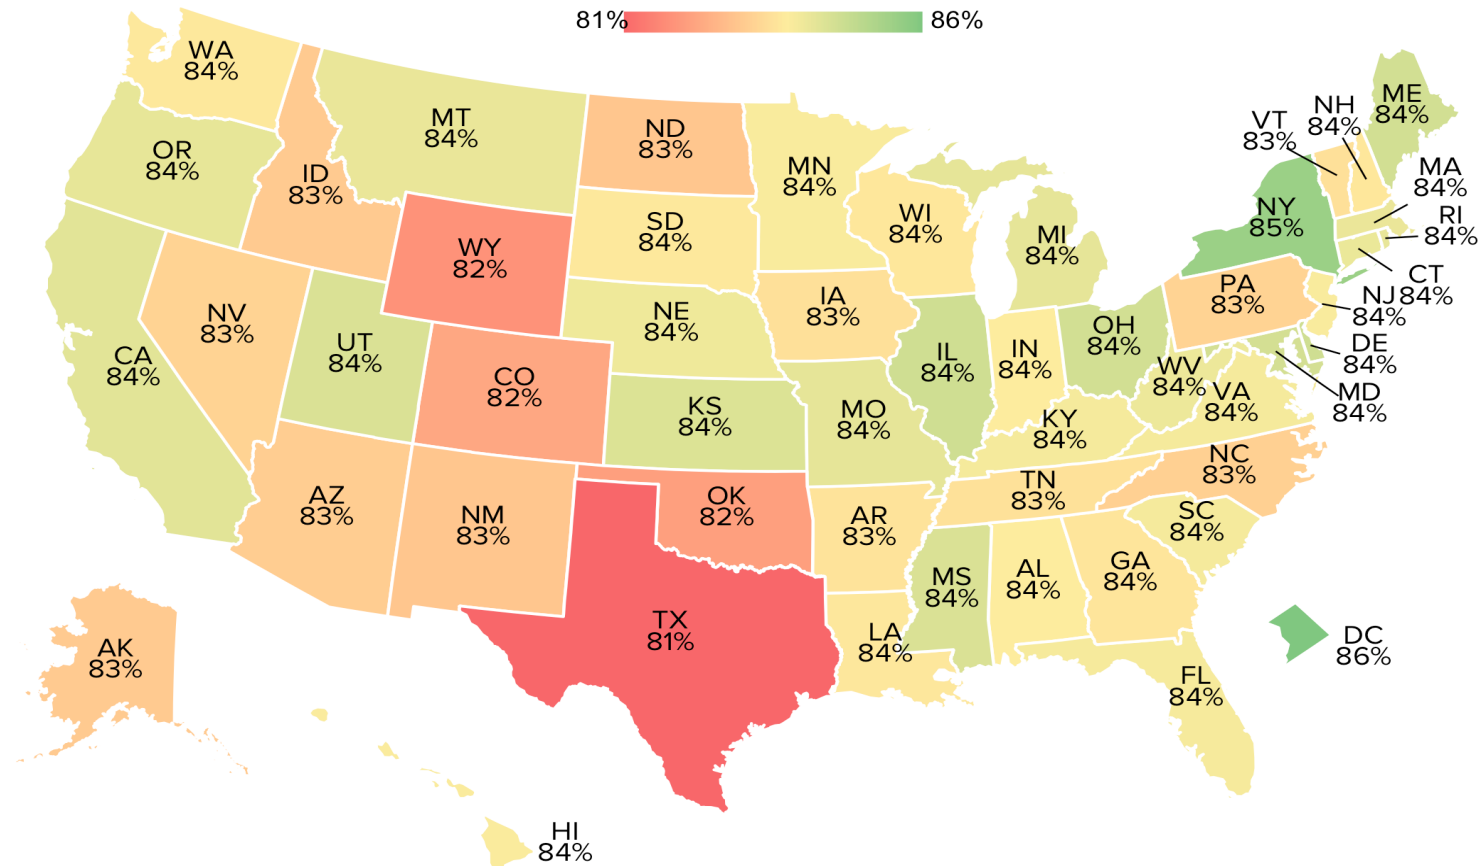 81% 86%
WA
84%
OR
84%
CA
84%
ID
83%
NV
83%
MT
84%
WY
82%
UT
84%
AZ
83%
CO
82%
NM
83%
ND
83%
SD
84%
NE
84%
KS
84%
OK
82%
TX
81%
MN
84%
IA
83%
MO
84%
AR
83%
LA
84%
WI
84%
IL
84%
MS
84%
MI
84%
IN
84%
KY
84%
TN
83%
AL
84%
OH
84%
WV
84%
VA
84%
NC
83%
SC
84%
GA
84%
FL
84%
PA
83%
NY
85%
VT
83%
NH
84%
ME
84%
MA
84%
RI
84%
CT
84%
NJ
84%
DE
84%
MD
84%
DC
86%
AK
83%
HI
84%